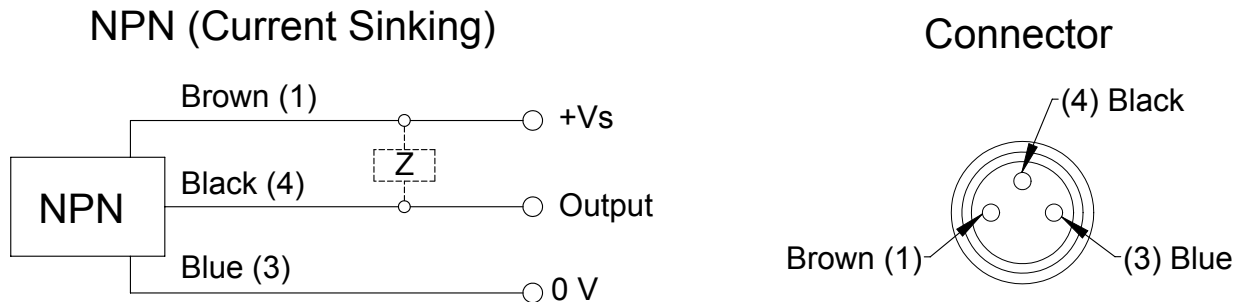 NPN (Current Sinking)
Brown (1)
+Vs
Z
NPN
Black (4)
Output
Blue (3)
0 V
Connector
(4) Black
Brown (1)
(3) Blue